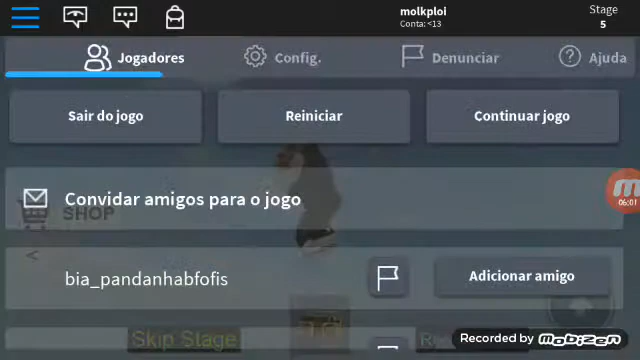 molkploi
Conta: <13
Stage
5
Jogadores
Config.
Denunciar
Ajuda
Sair do jogo
Reiniciar
Continuar jogo
Convidar amigos para o jogo
SHOP
<
bia_pandanhabfofis
Adicionar amigo
06:01
Skip Stage
Recorded by mobizen